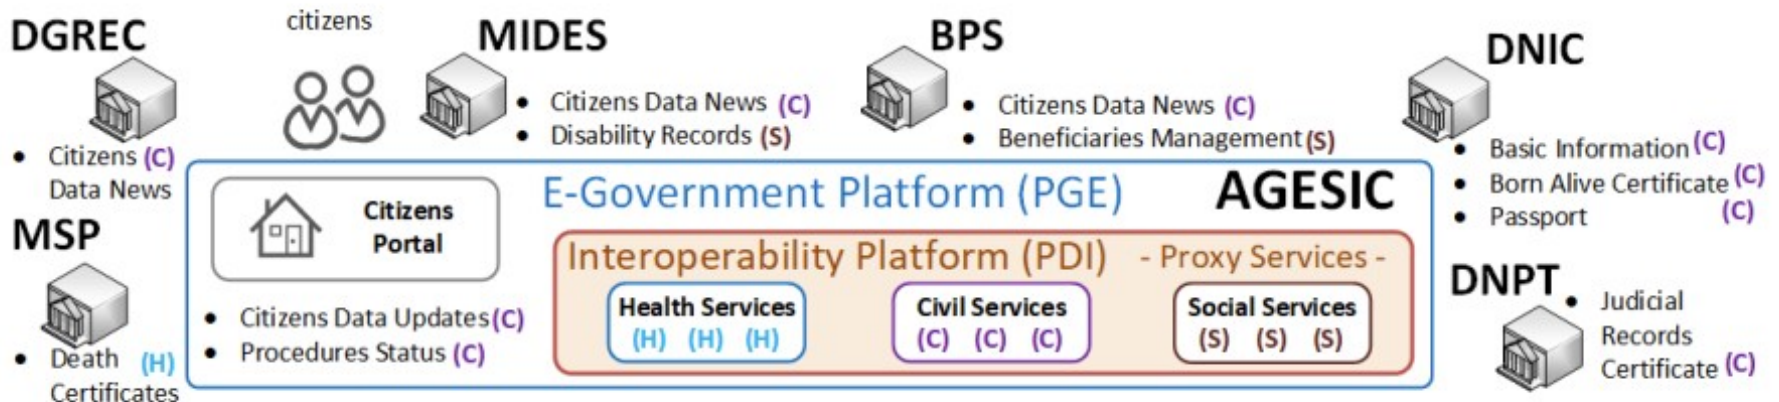 DGREC
citizens
MIDES
BPS
DNIC
• Citizens Data News (C)
• Disability Records (S)
• Citizens Data News (C)
• Beneficiaries Management (S)
• Citizens (C)
Data News
• Basic Information (C)
• Born Alive Certificate (C)
• Passport (C)
MSP
Citizens
Portal
E-Government Platform (PGE)
AGESIC
Interoperability Platform (PDI) - Proxy Services -
Health Services
(H) (H) (H)
Civil Services
(C) (C) (C)
Social Services
(S) (S) (S)
• Citizens Data Updates (C)
• Procedures Status (C)
• Death (H)
Certificates
DNPT
• Judicial
Records
Certificate (C)